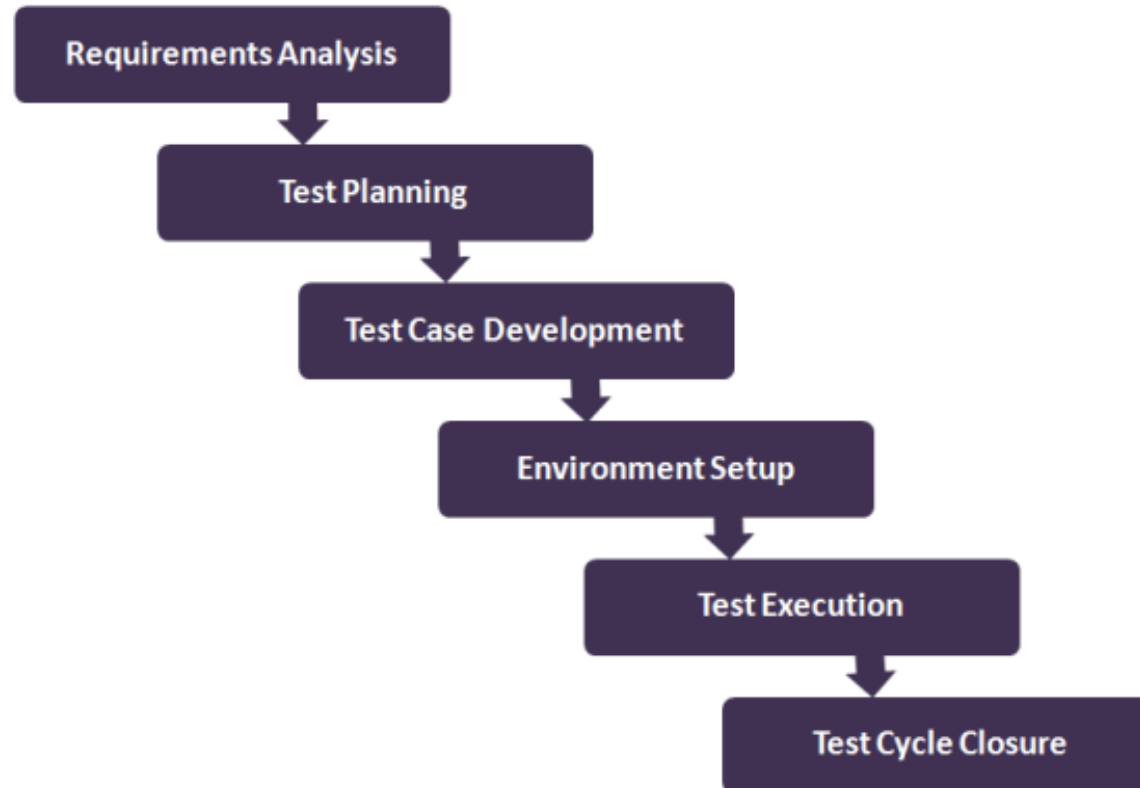 Requirements Analysis
Test Planning
Test Case Development
Environment Setup
Test Execution
Test Cycle Closure